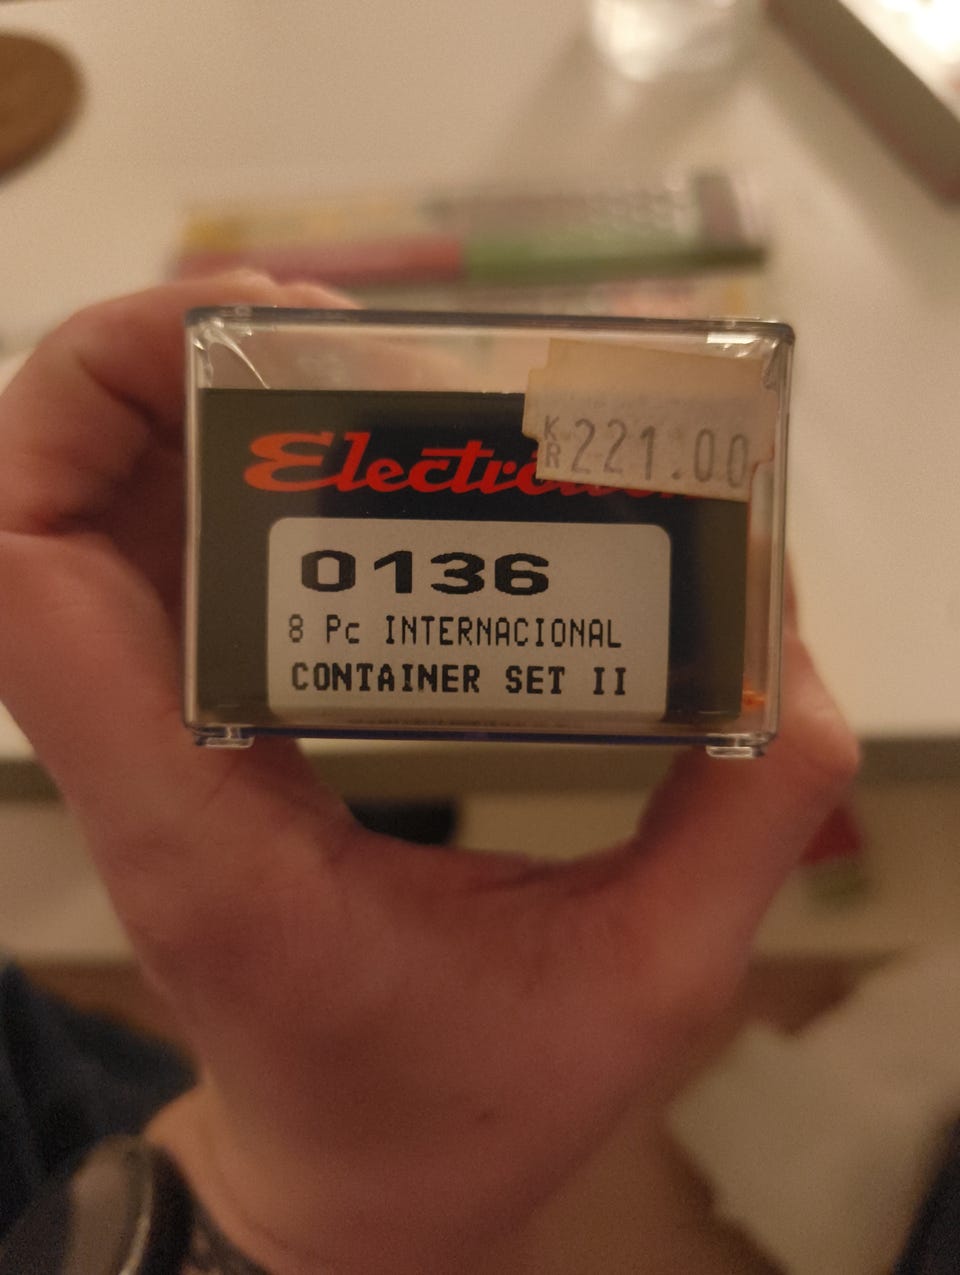 KR 221.00
0136
8 Pc INTERNACIONAL
CONTAINER SET II